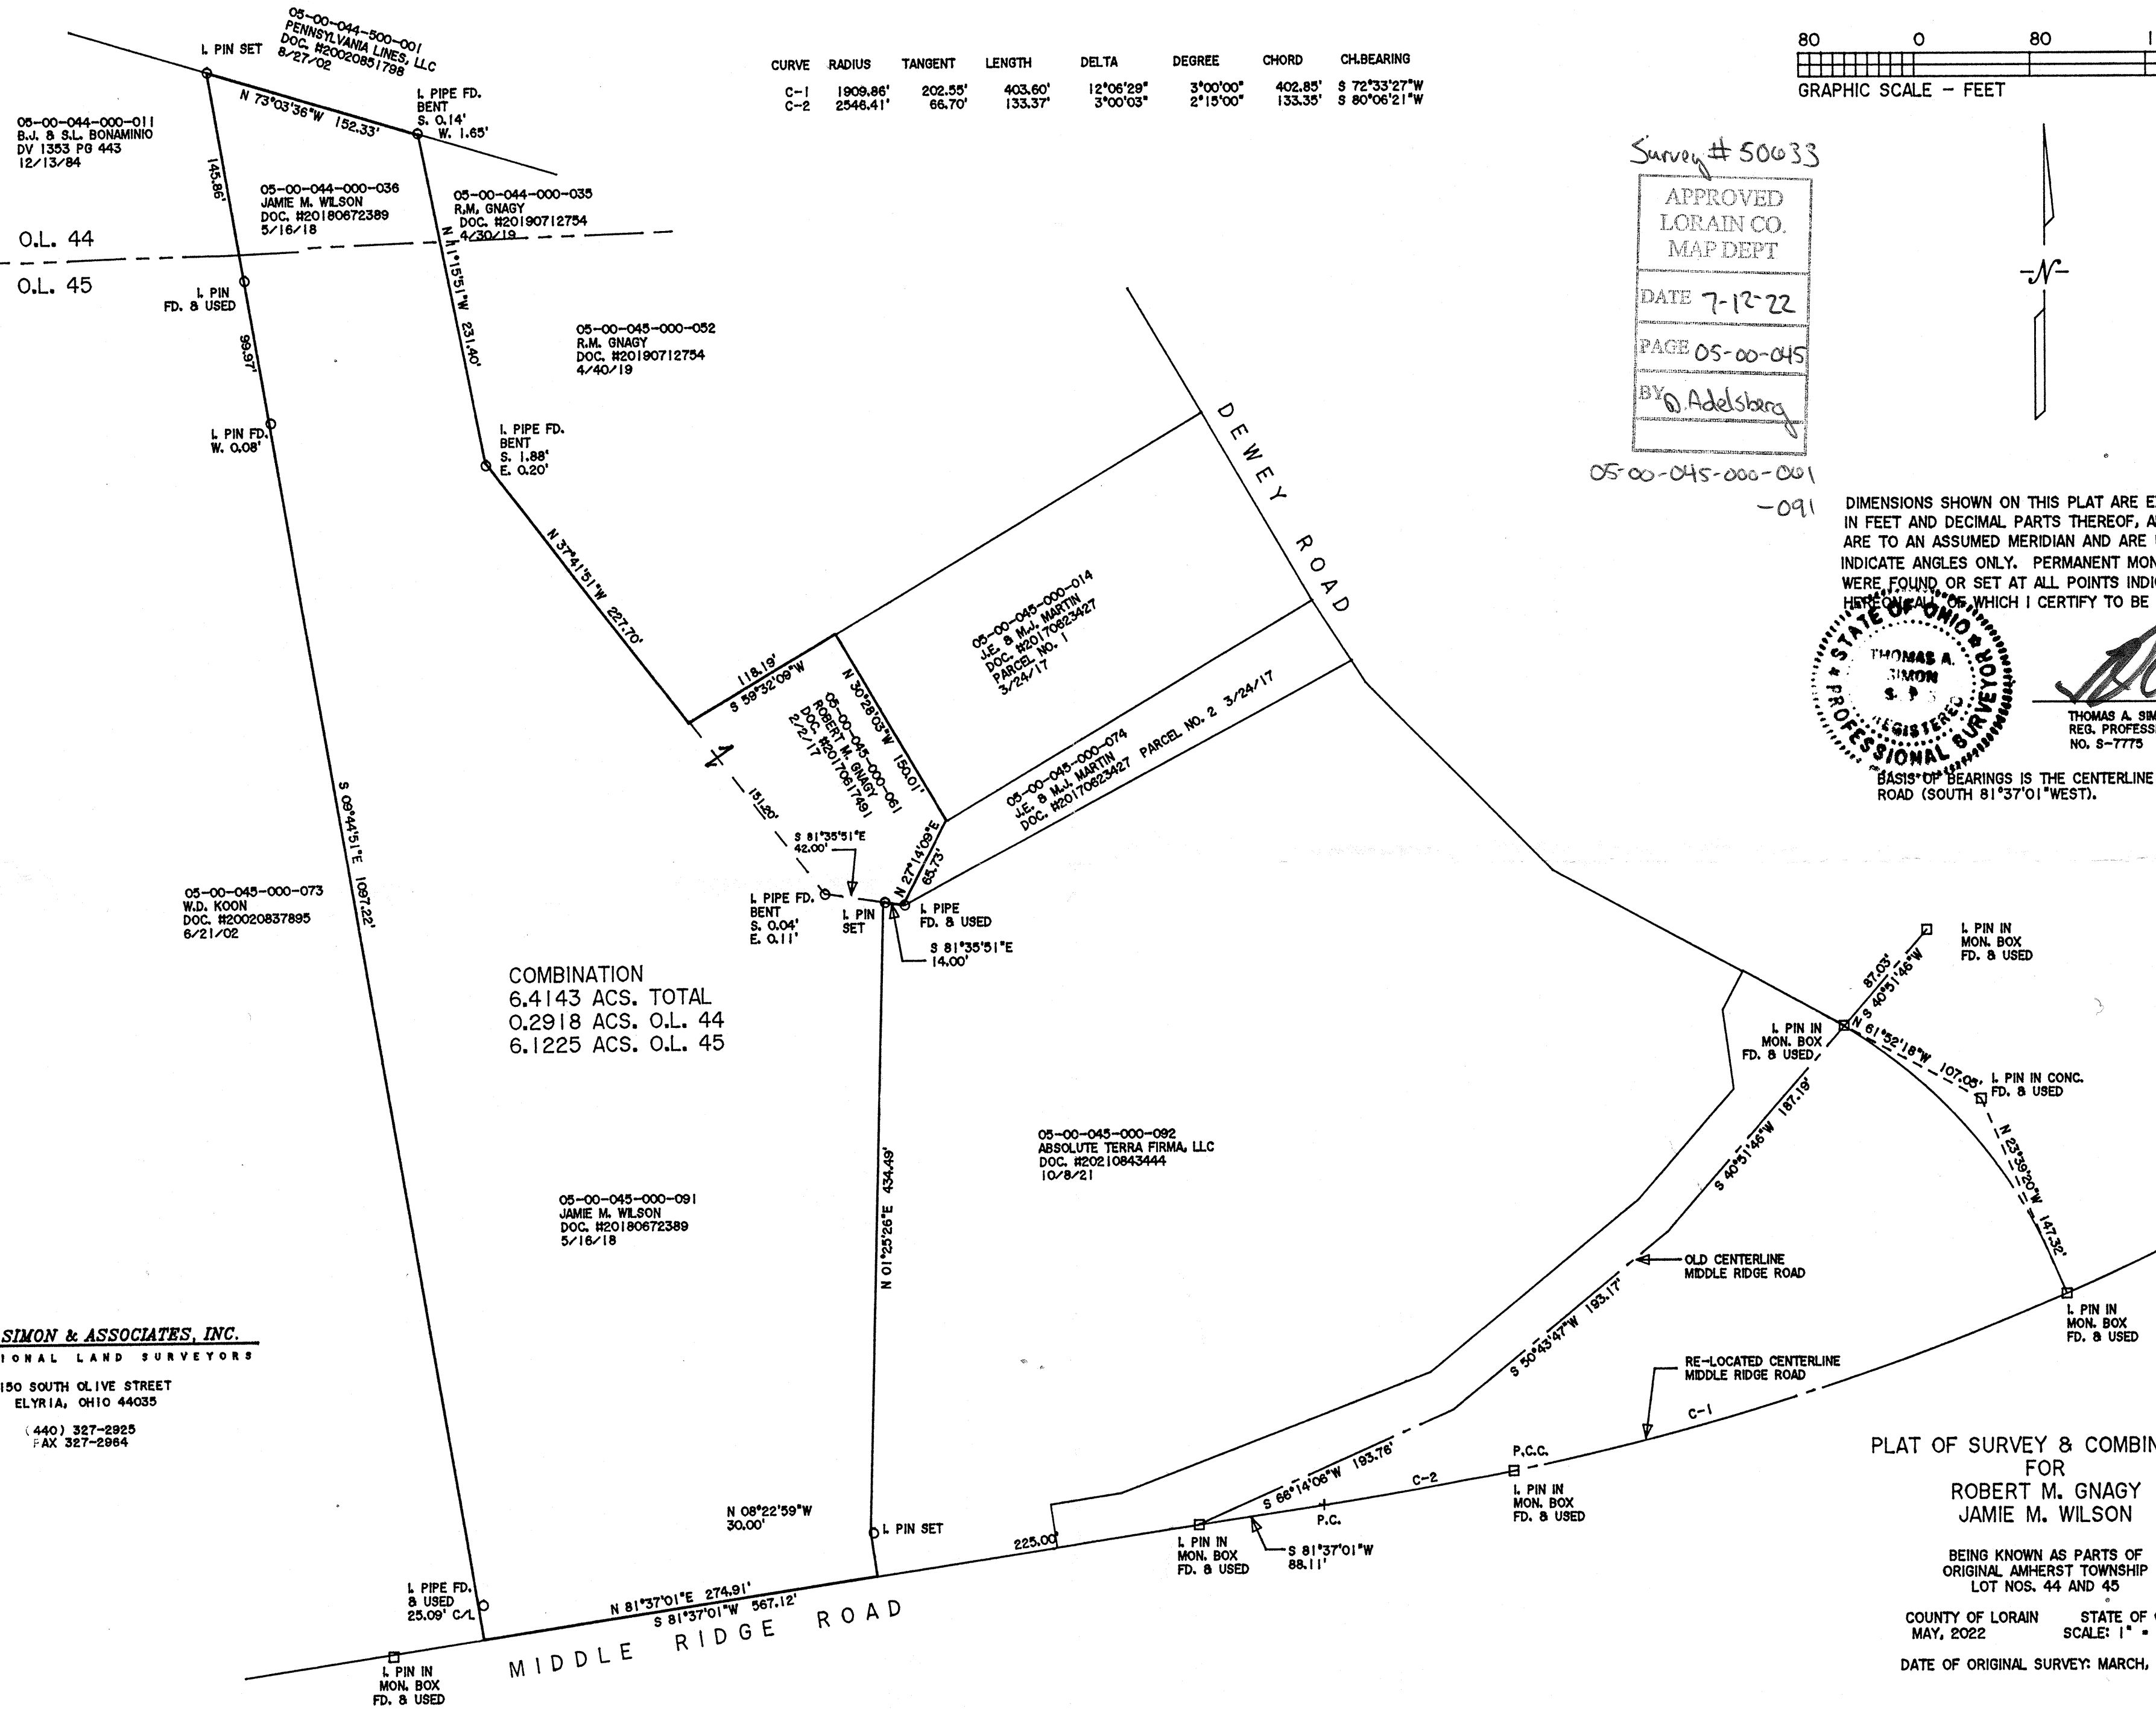 05-00-044-500-001
PENNSYLVANIA LINES, LLC
DOC. #20020851798
8/27/02
I. PIN SET
N 73°03'36"W 152.33'
I. PIPE FD.
BENT
S. 0.14'
W. 1.65'
05-00-044-000-011
B.J. & S.L. BONAMINIO
DV 1353 PG 443
12/13/84
145.86'
05-00-044-000-036
JAMIE M. WILSON
DOC. #20180672389
5/16/18
05-00-044-000-035
R.M. GNAGY
DOC. #20190712754
4/30/19
O.L. 44
O.L. 45
N 11°15'51"W 231.40'
I. PIN
FD. & USED
99.97'
I. PIN FD.
W. 0.08'
05-00-045-000-052
R.M. GNAGY
DOC. #20190712754
4/40/19
I. PIPE FD.
BENT
S. 1.88'
E. 0.20'
N 37°41'51"W 227.70'
CURVE RADIUS TANGENT LENGTH DELTA DEGREE CHORD CH.BEARING
C-1 1909.86' 202.55' 403.60' 12°06'29" 3°00'00" 402.85' S 72°33'27"W
C-2 2546.41' 66.70' 133.37' 3°00'03" 2°15'00" 133.35' S 80°06'21"W
80 0 80
GRAPHIC SCALE - FEET
Survey # 50633
APPROVED
LORAIN CO.
MAP DEPT
DATE 7-12-22
PAGE 05-00-045
BY D. Adelsberg
05-00-045-000-061
-091
-N-
DIMENSIONS SHOWN ON THIS PLAT ARE
IN FEET AND DECIMAL PARTS THEREOF,
ARE TO AN ASSUMED MERIDIAN AND ARE
INDICATE ANGLES ONLY. PERMANENT
WERE FOUND OR SET AT ALL POINTS
HEREON ALL OF WHICH I CERTIFY TO BE
STATE OF OHIO
THOMAS A.
SIMON
REGISTERED
PROFESSIONAL SURVEYOR
THOMAS A.
REG.
NO. S-7775
BASIS OF BEARINGS IS THE CENTERLINE
ROAD (SOUTH 81°37'01"WEST).
DEWEY ROAD
118.19'
S 59°32'09"W
N 30°28'03"W 150.01'
05-00-045-000-061
ROBERT M. GNAGY
DOC. #20170617491
2/2/17
05-00-045-000-014
J.E. & M.J. MARTIN
DOC. #20170623427
PARCEL NO. 1
3/24/17
05-00-045-000-074
J.E. & M.J. MARTIN
DOC. #20170623427 PARCEL NO. 2 3/24/17
151.20'
S 81°35'51"E
42.00'
N 27°14'09"E
65.73'
I. PIPE FD.
BENT
S. 0.04'
E. 0.11'
I. PIN
SET
I. PIPE
FD. & USED
S 81°35'51"E
14.00'
S 09°44'51"E 1097.22'
05-00-045-000-073
W.D. KOON
DOC. #20020837895
6/21/02
COMBINATION
6.4143 ACS. TOTAL
0.2918 ACS. O.L. 44
6.1225 ACS. O.L. 45
05-00-045-000-092
ABSOLUTE TERRA FIRMA, LLC
DOC. #20210843444
10/8/21
05-00-045-000-091
JAMIE M. WILSON
DOC. #20180672389
5/16/18
N 01°25'26"E 434.49'
I. PIN IN
MON. BOX
FD. & USED
87.03'
S 40°51'46"W
I. PIN IN
MON. BOX
FD. & USED
N 61°52'18"W 107.05'
I. PIN IN CONC.
FD. & USED
N 23°39'20"W 147.32'
S 40°51'46"W 187.19'
OLD CENTERLINE
MIDDLE RIDGE ROAD
S 50°43'47"W 193.17'
I. PIN IN
MON. BOX
FD. & USED
RE-LOCATED CENTERLINE
MIDDLE RIDGE ROAD
C-1
S 66°14'06"W 193.76'
C-2
P.C.C.
I. PIN IN
MON. BOX
FD. & USED
P.C.
S 81°37'01"W
88.11'
I. PIN IN
MON. BOX
FD. & USED
225.00'
N 08°22'59"W
30.00'
I. PIN SET
I. PIPE FD.
& USED
25.09' C/L
N 81°37'01"E 274.91'
S 81°37'01"W 567.12'
MIDDLE RIDGE ROAD
I. PIN IN
MON. BOX
FD. & USED
SIMON & ASSOCIATES, INC.
IONAL LAND SURVEYORS
150 SOUTH OLIVE STREET
ELYRIA, OHIO 44035
(440) 327-2925
FAX 327-2964
PLAT OF SURVEY &
FOR
ROBERT M. GNAGY
JAMIE M. WILSON
BEING KNOWN AS PARTS OF
ORIGINAL AMHERST TOWNSHIP
LOT NOS. 44 AND 45
COUNTY OF LORAIN STATE OF
MAY, 2022 SCALE: 1" =
DATE OF ORIGINAL SURVEY: MARCH,